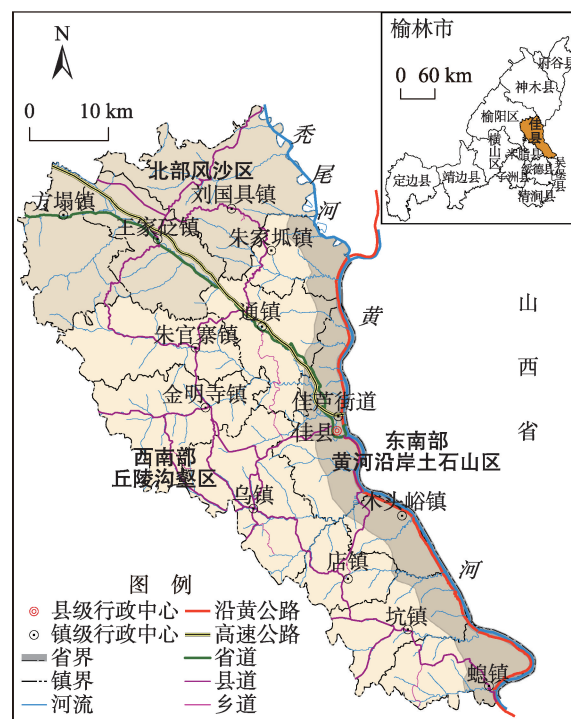 N
0 10 km
榆林市
0 60 km
府谷县
神木县
榆阳区
佳县
横山区
米脂县
吴堡县
绥德县
子洲县
定边县
靖边县
清涧县
秃尾河
北部风沙区
刘国具镇
方塌镇
王家砭镇
朱家坬镇
黄
山西省
通镇
朱官寨镇
金明寺镇
佳芦街道
佳县
东南部
黄河沿岸土石山区
西南部
丘陵沟壑区
乌镇
木头峪镇
河
店镇
坑镇
螅镇
图 例
县级行政中心
沿黄公路
镇级行政中心
高速公路
省界
省道
镇界
县道
河流
乡道